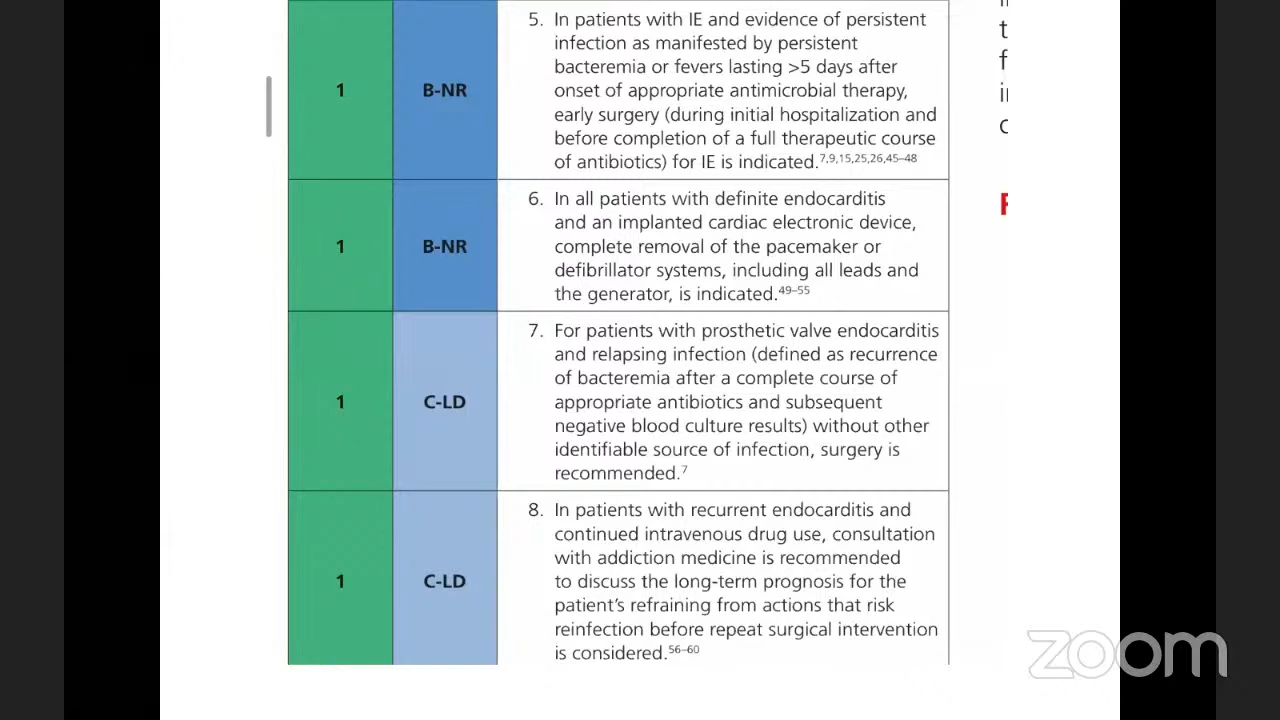 1
B-NR
5. In patients with IE and evidence of persistent
infection as manifested by persistent
bacteremia or fevers lasting >5 days after
onset of appropriate antimicrobial therapy,
early surgery (during initial hospitalization and
before completion of a full therapeutic course
of antibiotics) for IE is indicated.7,9,15,25,26,45–48
1
B-NR
6. In all patients with definite endocarditis
and an implanted cardiac electronic device,
complete removal of the pacemaker or
defibrillator systems, including all leads and
the generator, is indicated.49–55
1
C-LD
7. For patients with prosthetic valve endocarditis
and relapsing infection (defined as recurrence
of bacteremia after a complete course of
appropriate antibiotics and subsequent
negative blood culture results) without other
identifiable source of infection, surgery is
recommended.7
1
C-LD
8. In patients with recurrent endocarditis and
continued intravenous drug use, consultation
with addiction medicine is recommended
to discuss the long-term prognosis for the
patient's refraining from actions that risk
reinfection before repeat surgical intervention
is considered.56–60
zoom